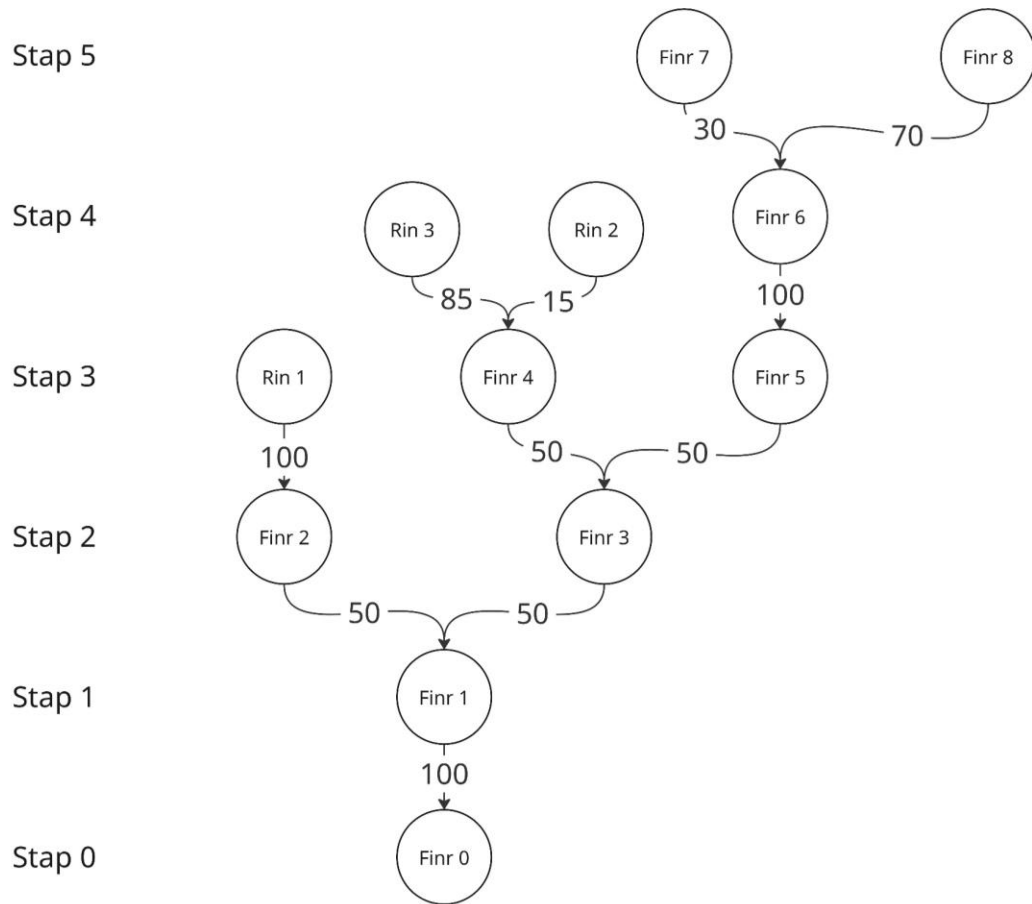 Stap 5
Finr 7
Finr 8
30
70
Stap 4
Rin 3
Rin 2
Finr 6
85
15
100
Stap 3
Rin 1
Finr 4
Finr 5
100
50
50
Stap 2
Finr 2
Finr 3
50
50
Stap 1
Finr 1
100
Stap 0
Finr 0